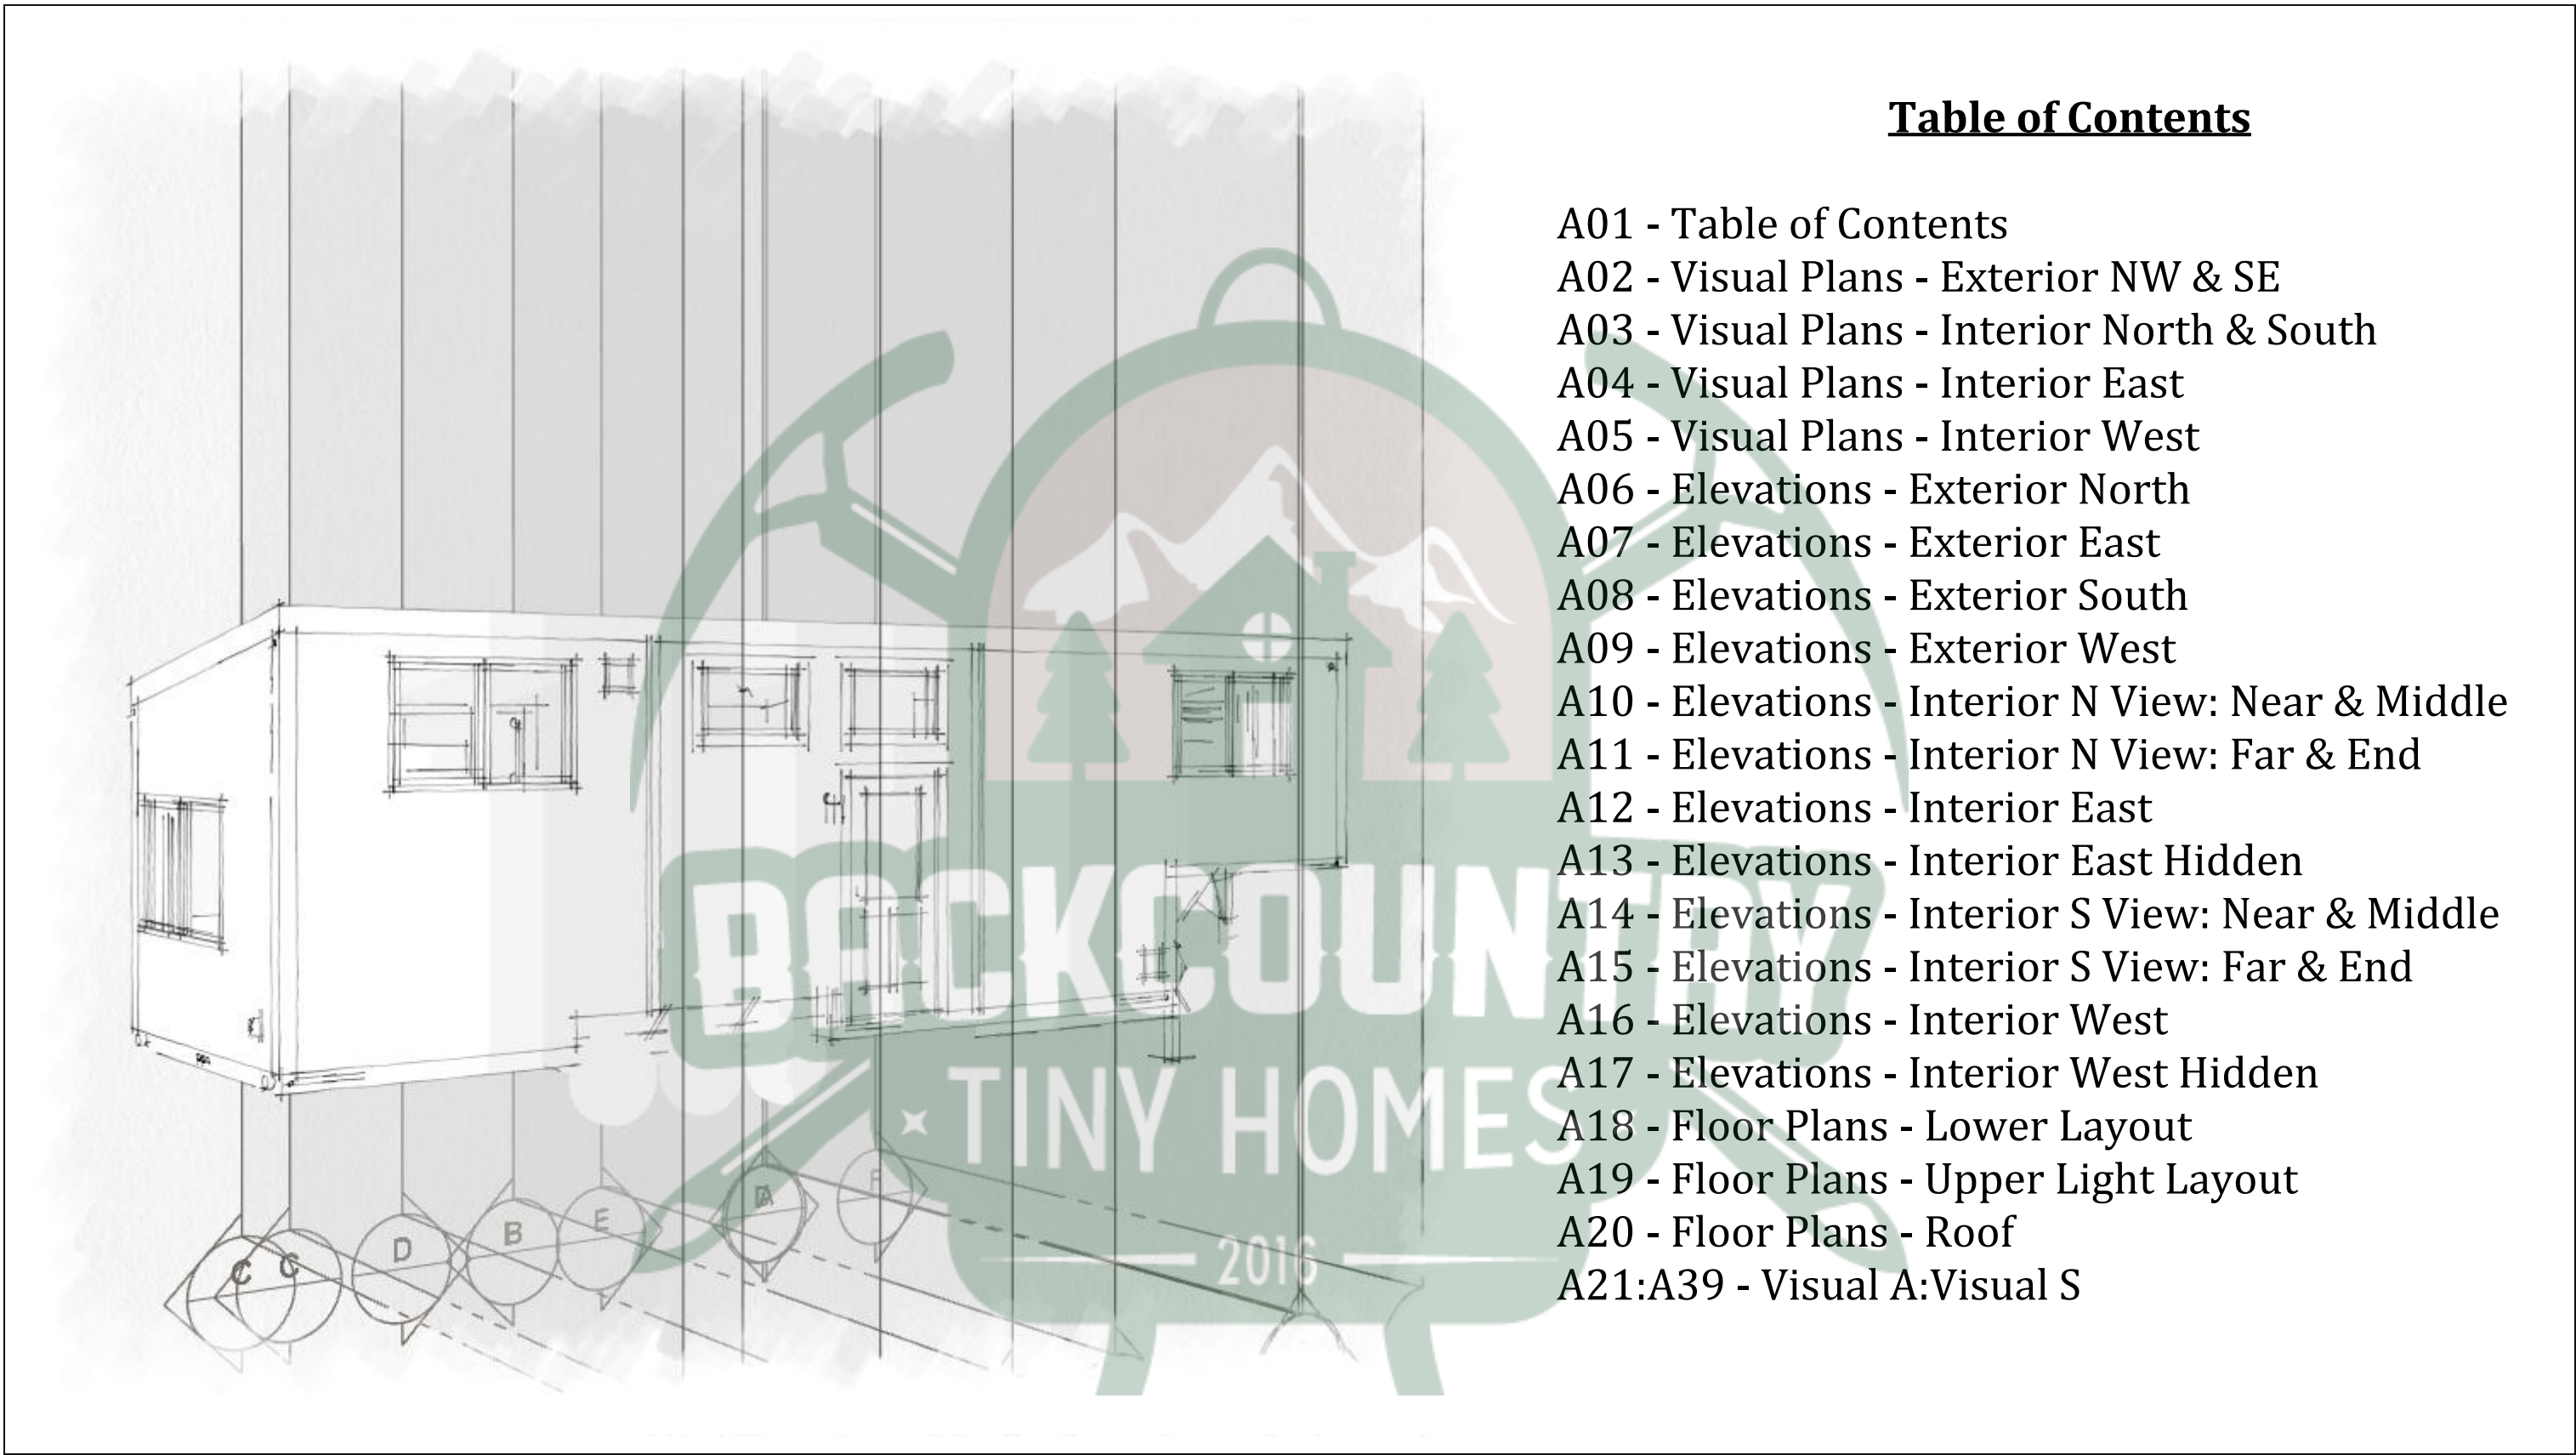 Table of Contents
A01 - Table of Contents
A02 - Visual Plans - Exterior NW & SE
A03 - Visual Plans - Interior North & South
A04 - Visual Plans - Interior East
A05 - Visual Plans - Interior West
A06 - Elevations - Exterior North
A07 - Elevations - Exterior East
A08 - Elevations - Exterior South
A09 - Elevations - Exterior West
A10 - Elevations - Interior N View: Near & Middle
A11 - Elevations - Interior N View: Far & End
A12 - Elevations - Interior East
A13 - Elevations - Interior East Hidden
A14 - Elevations - Interior S View: Near & Middle
A15 - Elevations - Interior S View: Far & End
A16 - Elevations - Interior West
A17 - Elevations - Interior West Hidden
A18 - Floor Plans - Lower Layout
A19 - Floor Plans - Upper Light Layout
A20 - Floor Plans - Roof
A21:A39 - Visual A:Visual S
BACKCOUNTRY
TINY HOMES
2016
C C D B E A F